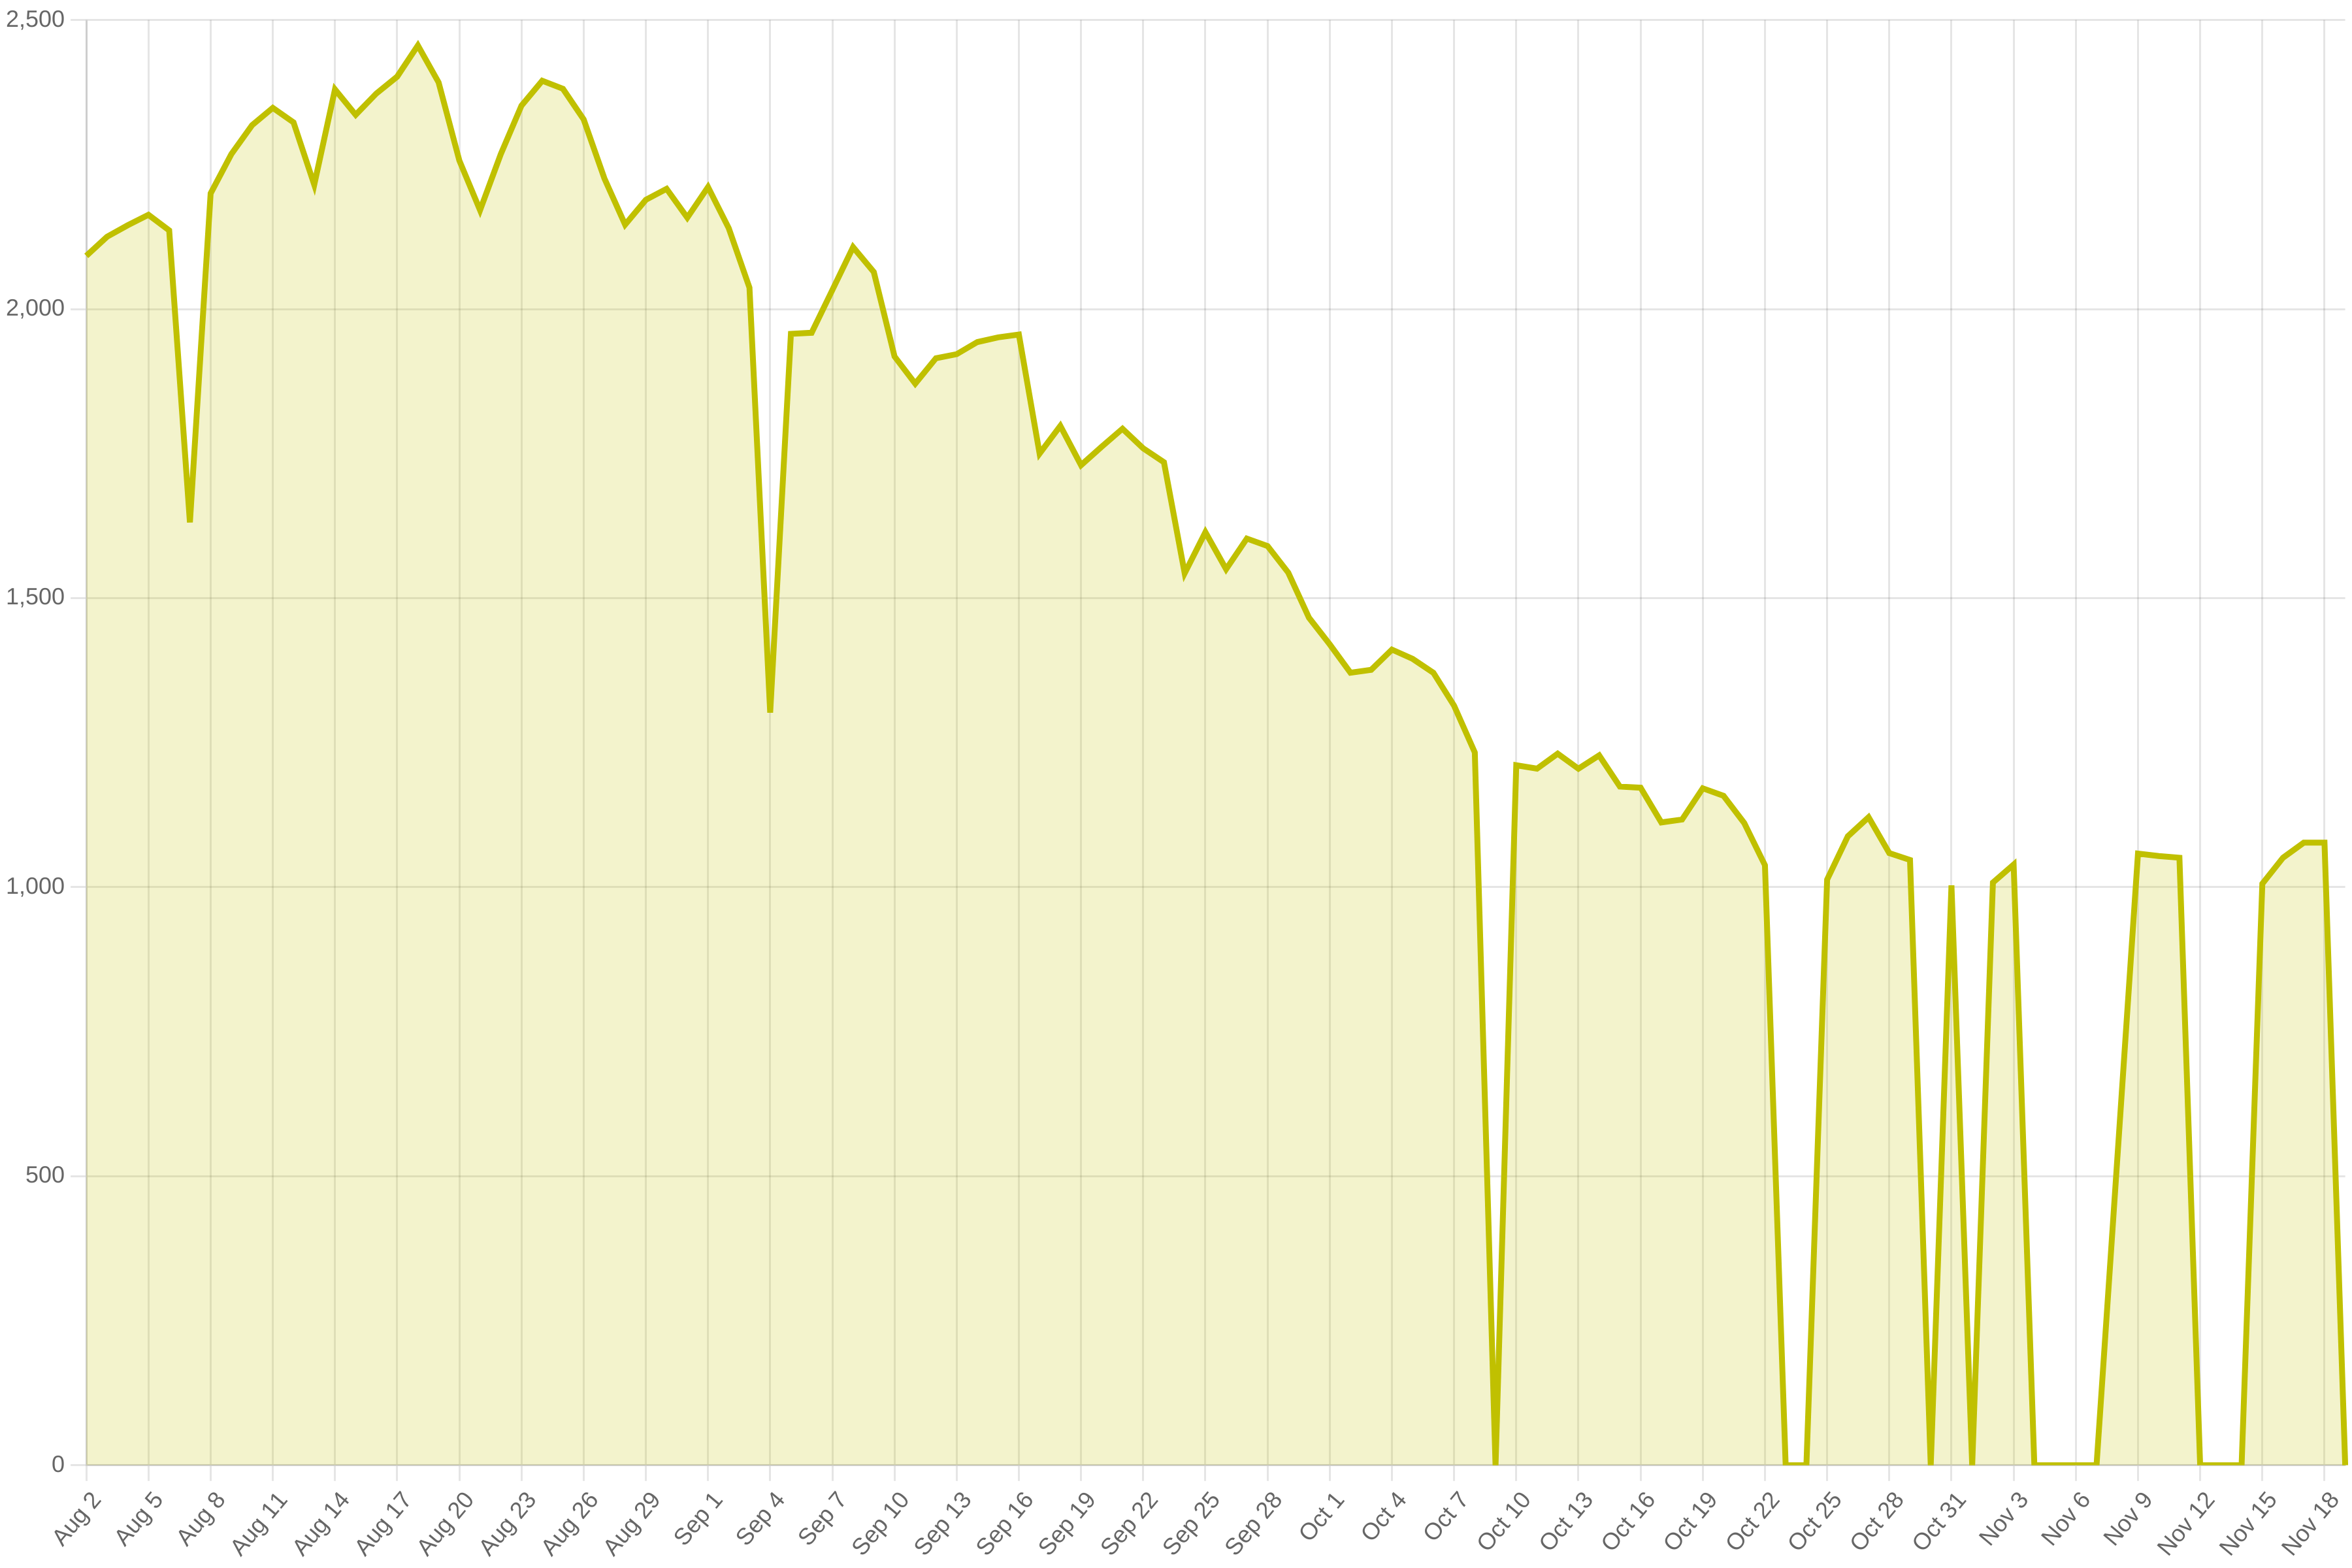 2,500
2,000
1,500
1,000
500
0
Aug 2
Aug 5
Aug 8
Aug 11
Aug 14
Aug 17
Aug 20
Aug 23
Aug 26
Aug 29
Sep 1
Sep 4
Sep 7
Sep 10
Sep 13
Sep 16
Sep 19
Sep 22
Sep 25
Sep 28
Oct 1
Oct 4
Oct 7
Oct 10
Oct 13
Oct 16
Oct 19
Oct 22
Oct 25
Oct 28
Oct 31
Nov 3
Nov 6
Nov 9
Nov 12
Nov 15
Nov 18